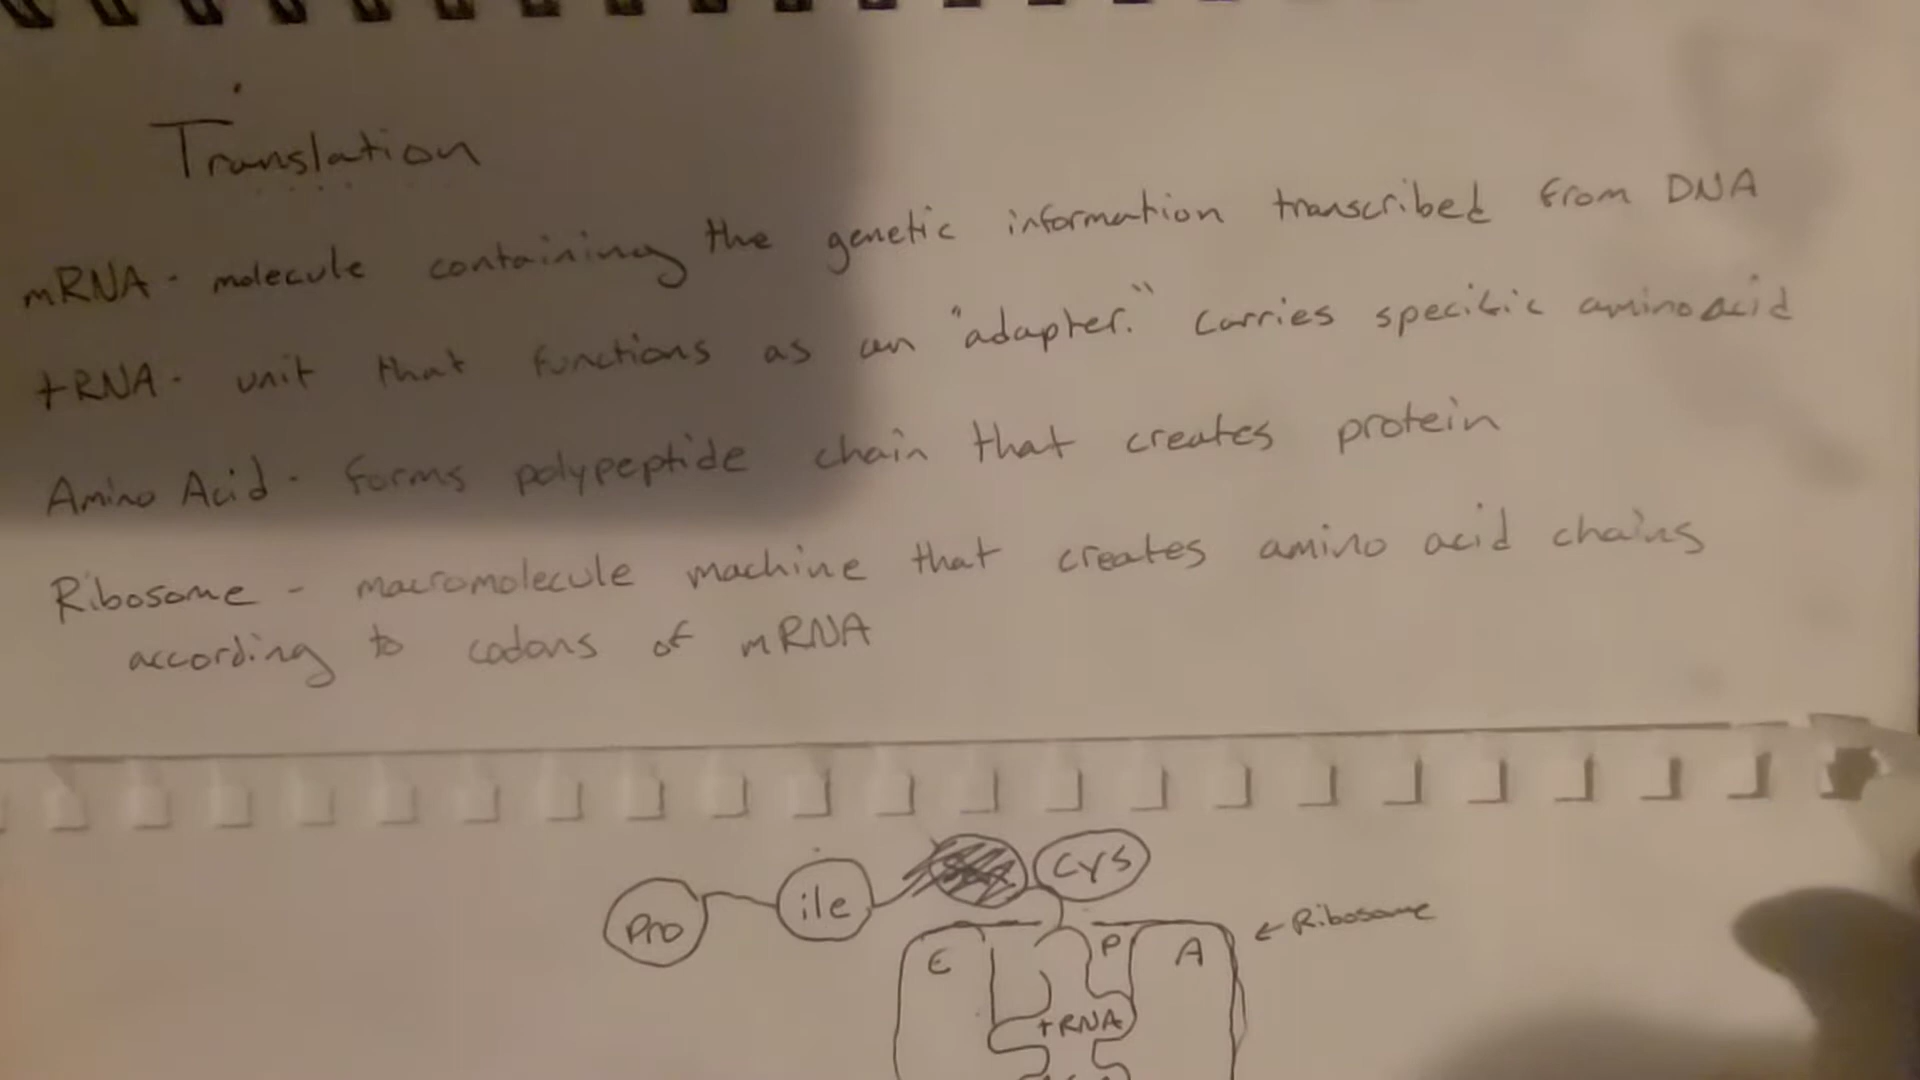 Translation
mRNA - molecule containing the genetic information transcribed from DNA
tRNA - unit that functions as an "adapter." Carries specific amino acid
Amino Acid - forms polypeptide chain that creates protein
Ribosome - macromolecule machine that creates amino acid chains
according to codons of mRNA
Pro ile Cys
← Ribosome
E P A
tRNA